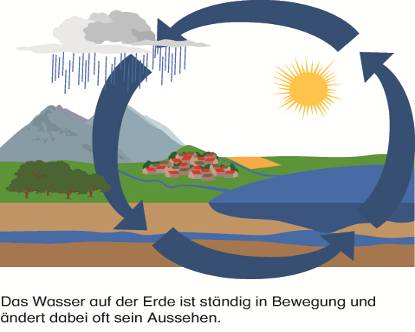 Das Wasser auf der Erde ist ständig in Bewegung und
ändert dabei oft sein Aussehen.